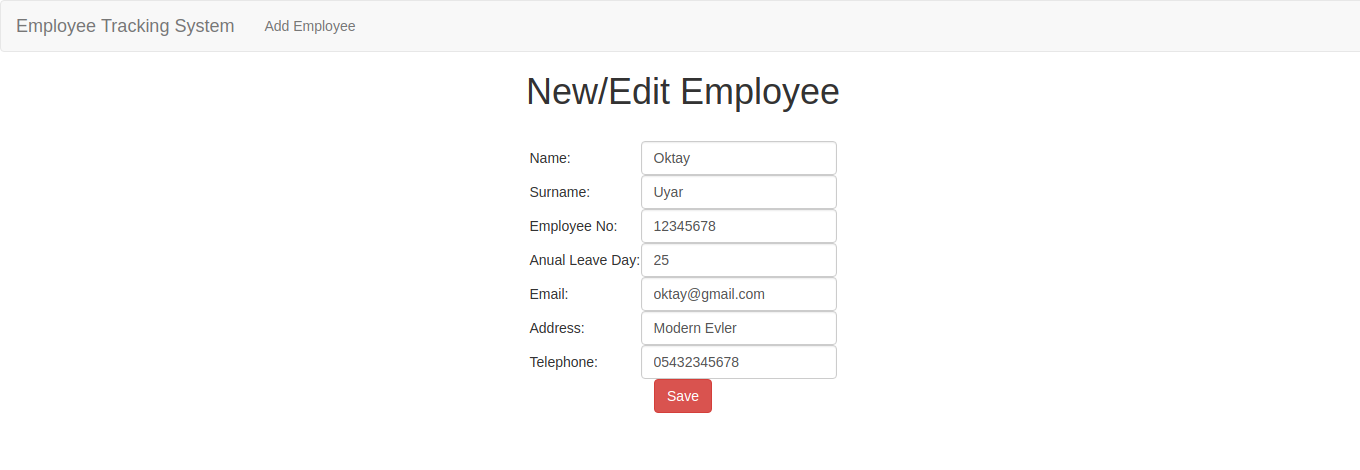 Employee Tracking System Add Employee
New/Edit Employee
Name: Oktay
Surname: Uyar
Employee No: 12345678
Anual Leave Day: 25
Email: oktay@gmail.com
Address: Modern Evler
Telephone: 05432345678
Save